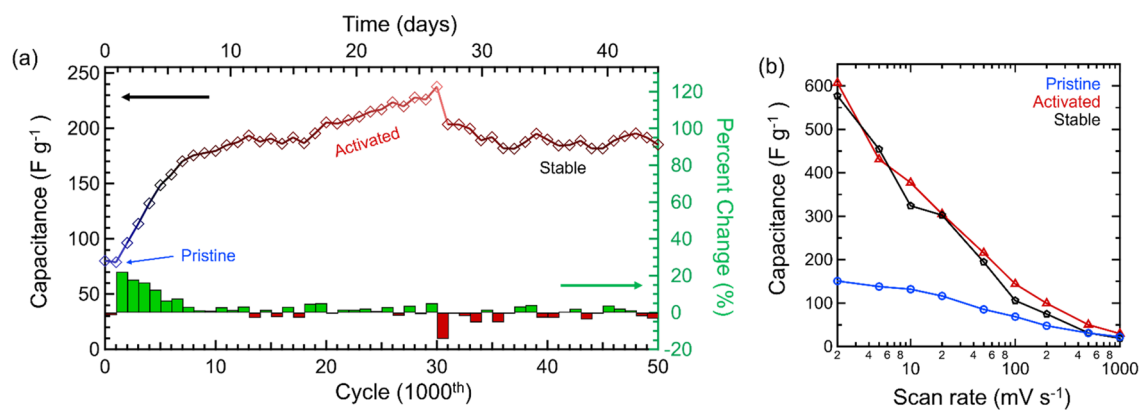 Time (days)
(a)
0 10 20 30 40
250
200
150
100
50
0
Capacitance (F g⁻¹)
Activated
Stable
Pristine
120
100
80
60
40
20
0
-20
Percent Change (%)
0 10 20 30 40 50
Cycle (1000ᵗʰ)
(b)
600
500
400
300
200
100
0
Capacitance (F g⁻¹)
Pristine
Activated
Stable
2 4 6 8 10 2 4 6 8 100 2 4 6 8 1000
Scan rate (mV s⁻¹)